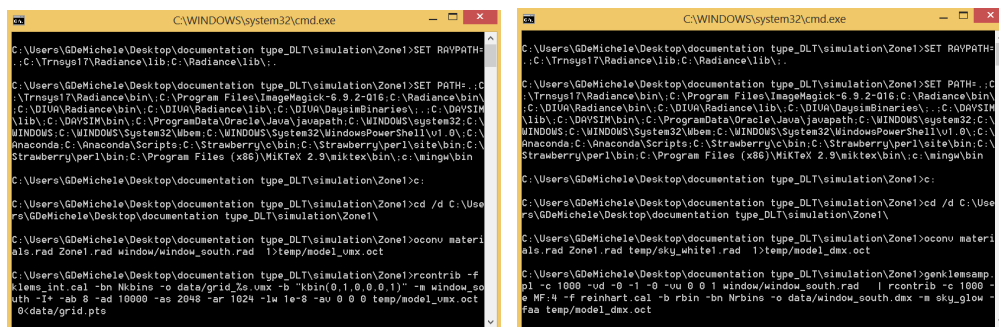 C:\WINDOWS\system32\cmd.exe
C:\Users\GDeMichele\Desktop\documentation type_DLT\simulation\Zone1>SET RAYPATH=
.;C:\Trnsys17\Radiance\lib;C:\Radiance\lib\;.
C:\Users\GDeMichele\Desktop\documentation type_DLT\simulation\Zone1>SET PATH=.;C
:\Trnsys17\Radiance\bin\;C:\Program Files\ImageMagick-6.9.2-Q16;C:\Radiance\bin\
;C:\DIVA\Radiance\bin\;C:\DIVA\Radiance\lib\;C:\DIVA\DaysimBinaries\;.;C:\DAYSIM
\lib\;C:\DAYSIM\bin\;C:\ProgramData\Oracle\Java\javapath;C:\WINDOWS\system32;C:\
WINDOWS;C:\WINDOWS\System32\Wbem;C:\WINDOWS\System32\WindowsPowerShell\v1.0\;C:\
Anaconda;C:\Anaconda\Scripts;C:\Strawberry\c\bin;C:\Strawberry\perl\site\bin;C:\
Strawberry\perl\bin;C:\Program Files (x86)\MiKTeX 2.9\miktex\bin\;c:\mingw\bin
C:\Users\GDeMichele\Desktop\documentation type_DLT\simulation\Zone1>c:
C:\Users\GDeMichele\Desktop\documentation type_DLT\simulation\Zone1>cd /d C:\Use
rs\GDeMichele\Desktop\documentation type_DLT\simulation\Zone1\
C:\Users\GDeMichele\Desktop\documentation type_DLT\simulation\Zone1>oconv materi
als.rad Zone1.rad window/window_south.rad  1>temp/model_vmx.oct
C:\Users\GDeMichele\Desktop\documentation type_DLT\simulation\Zone1>rcontrib -f
klems_int.cal -bn Nkbins -o data/grid_%s.vmx -b "kbin(0,1,0,0,0,1)" -m window_so
uth -I+ -ab 8 -ad 10000 -as 2048 -ar 1024 -lw 1e-8 -av 0 0 0 temp/model_vmx.oct
0<data/grid.pts
C:\WINDOWS\system32\cmd.exe
C:\Users\GDeMichele\Desktop\documentation type_DLT\simulation\Zone1>SET RAYPATH=
.;C:\Trnsys17\Radiance\lib;C:\Radiance\lib\;.
C:\Users\GDeMichele\Desktop\documentation type_DLT\simulation\Zone1>SET PATH=.;C
:\Trnsys17\Radiance\bin\;C:\Program Files\ImageMagick-6.9.2-Q16;C:\Radiance\bin\
;C:\DIVA\Radiance\bin\;C:\DIVA\Radiance\lib\;C:\DIVA\DaysimBinaries\;.;C:\DAYSIM
\lib\;C:\DAYSIM\bin\;C:\ProgramData\Oracle\Java\javapath;C:\WINDOWS\system32;C:\
WINDOWS;C:\WINDOWS\System32\Wbem;C:\WINDOWS\System32\WindowsPowerShell\v1.0\;C:\
Anaconda;C:\Anaconda\Scripts;C:\Strawberry\c\bin;C:\Strawberry\perl\site\bin;C:\
Strawberry\perl\bin;C:\Program Files (x86)\MiKTeX 2.9\miktex\bin\;c:\mingw\bin
C:\Users\GDeMichele\Desktop\documentation type_DLT\simulation\Zone1>c:
C:\Users\GDeMichele\Desktop\documentation type_DLT\simulation\Zone1>cd /d C:\Use
rs\GDeMichele\Desktop\documentation type_DLT\simulation\Zone1\
C:\Users\GDeMichele\Desktop\documentation type_DLT\simulation\Zone1>oconv materi
als.rad Zone1.rad temp/sky_white1.rad  1>temp/model_dmx.oct
C:\Users\GDeMichele\Desktop\documentation type_DLT\simulation\Zone1>genklemsamp.
pl -c 1000 -vd -0 -1 -0 -vu 0 0 1 window/window_south.rad   | rcontrib -c 1000 -
e MF:4 -f reinhart.cal -b rbin -bn Nrbins -o data/window_south.dmx -m sky_glow -
faa temp/model_dmx.oct